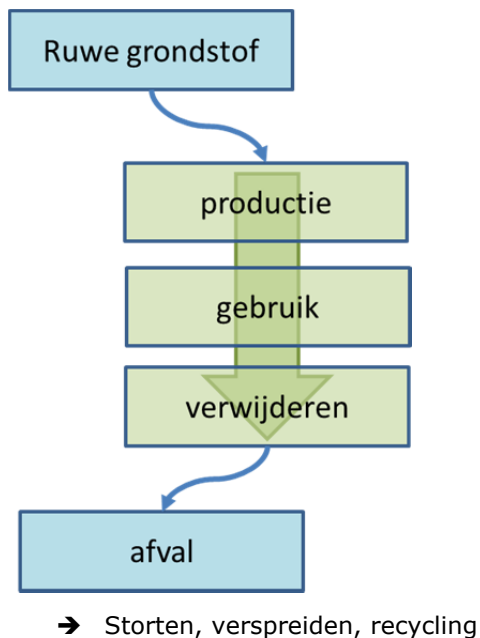 Ruwe grondstof
productie
gebruik
verwijderen
afval
➔ Storten, verspreiden, recycling